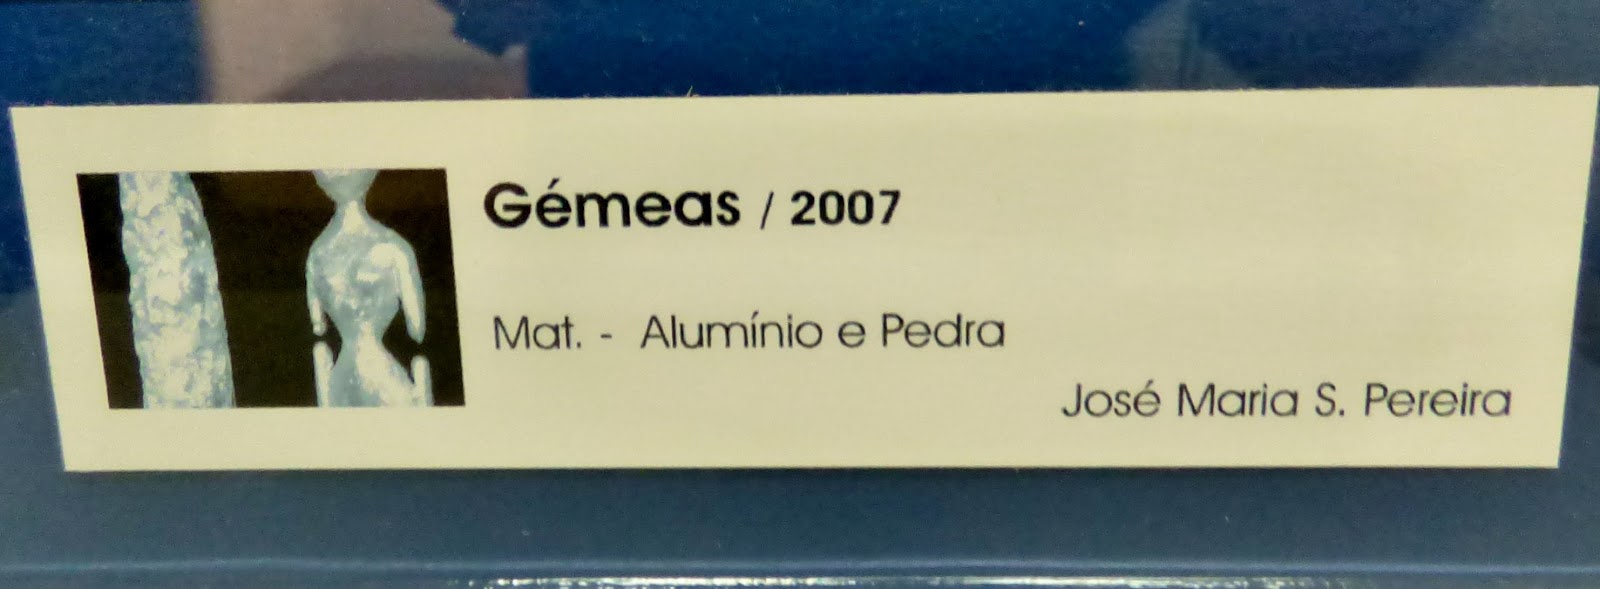 Gémeas / 2007
Mat. - Alumínio e Pedra
José Maria S. Pereira